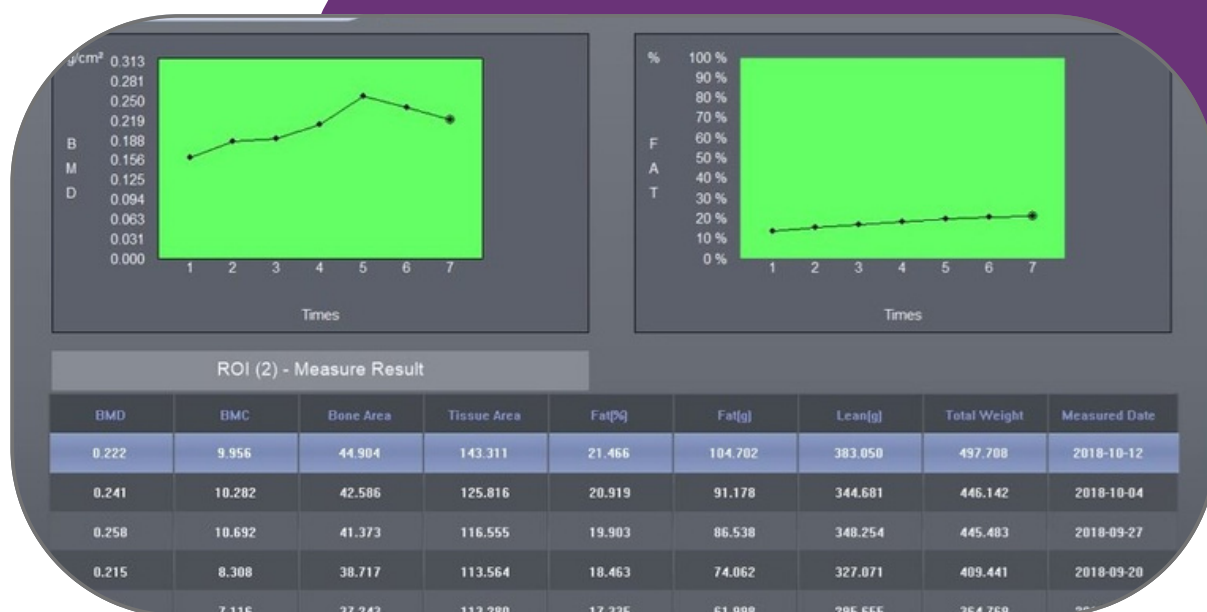 g/cm²
0.313
0.281
0.250
0.219
0.188
0.156
0.125
0.094
0.063
0.031
0.000
B
M
D
1 2 3 4 5 6 7
Times
%
100 %
90 %
80 %
70 %
60 %
50 %
40 %
30 %
20 %
10 %
0 %
F
A
T
1 2 3 4 5 6 7
Times
ROI (2) - Measure Result
BMD BMC Bone Area Tissue Area Fat[%] Fat[g] Lean[g] Total Weight Measured Date
0.222 9.956 44.904 143.311 21.466 104.702 383.050 497.708 2018-10-12
0.241 10.282 42.586 125.816 20.919 91.178 344.681 446.142 2018-10-04
0.258 10.692 41.373 116.555 19.903 86.538 348.254 445.483 2018-09-27
0.215 8.308 38.717 113.564 18.463 74.062 327.071 409.441 2018-09-20
7.116 37.243 113.280